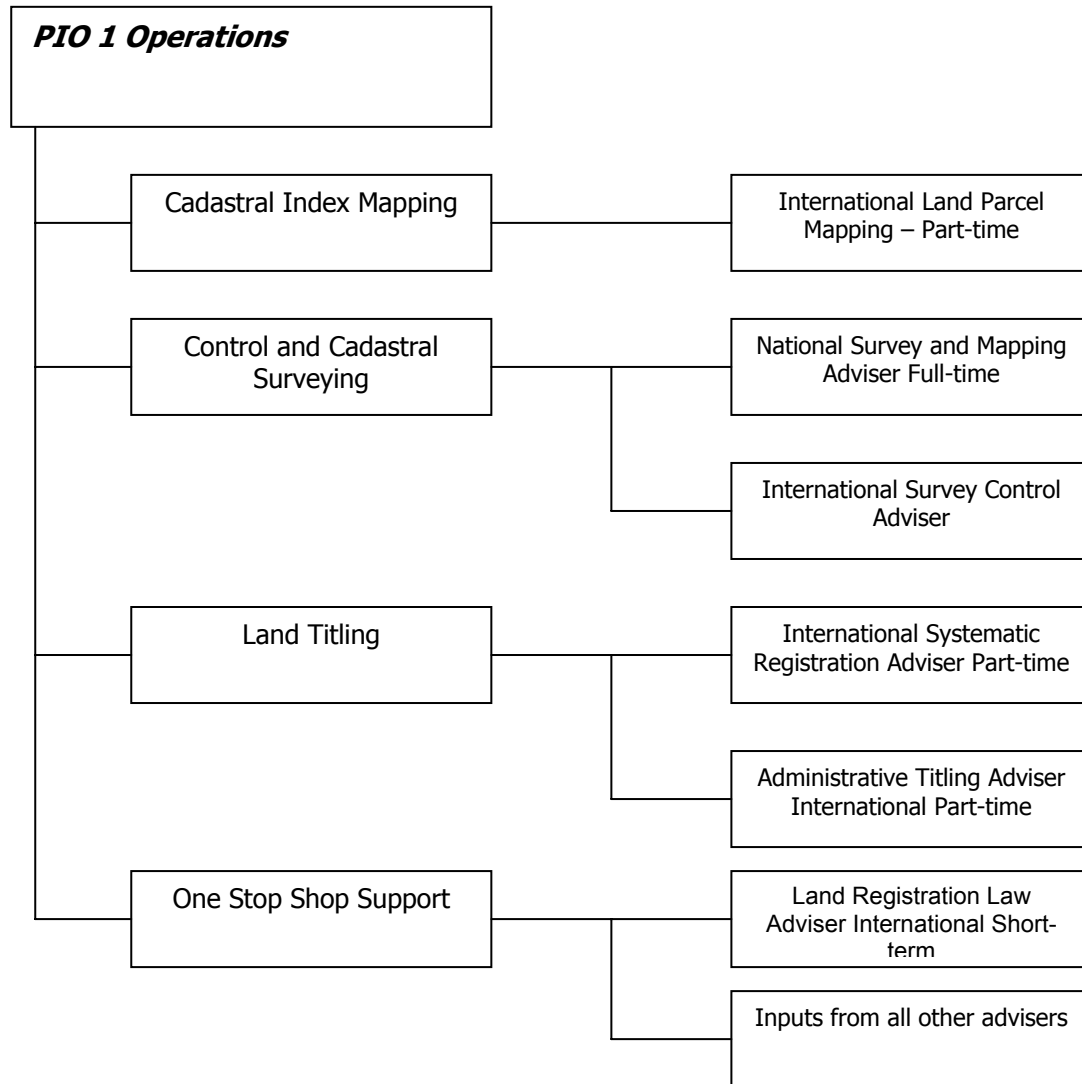 PIO 1 Operations
Cadastral Index Mapping
International Land Parcel
Mapping – Part-time
Control and Cadastral
Surveying
National Survey and Mapping
Adviser Full-time
International Survey Control
Adviser
Land Titling
International Systematic
Registration Adviser Part-time
Administrative Titling Adviser
International Part-time
One Stop Shop Support
Land Registration Law
Adviser International Short-
term
Inputs from all other advisers